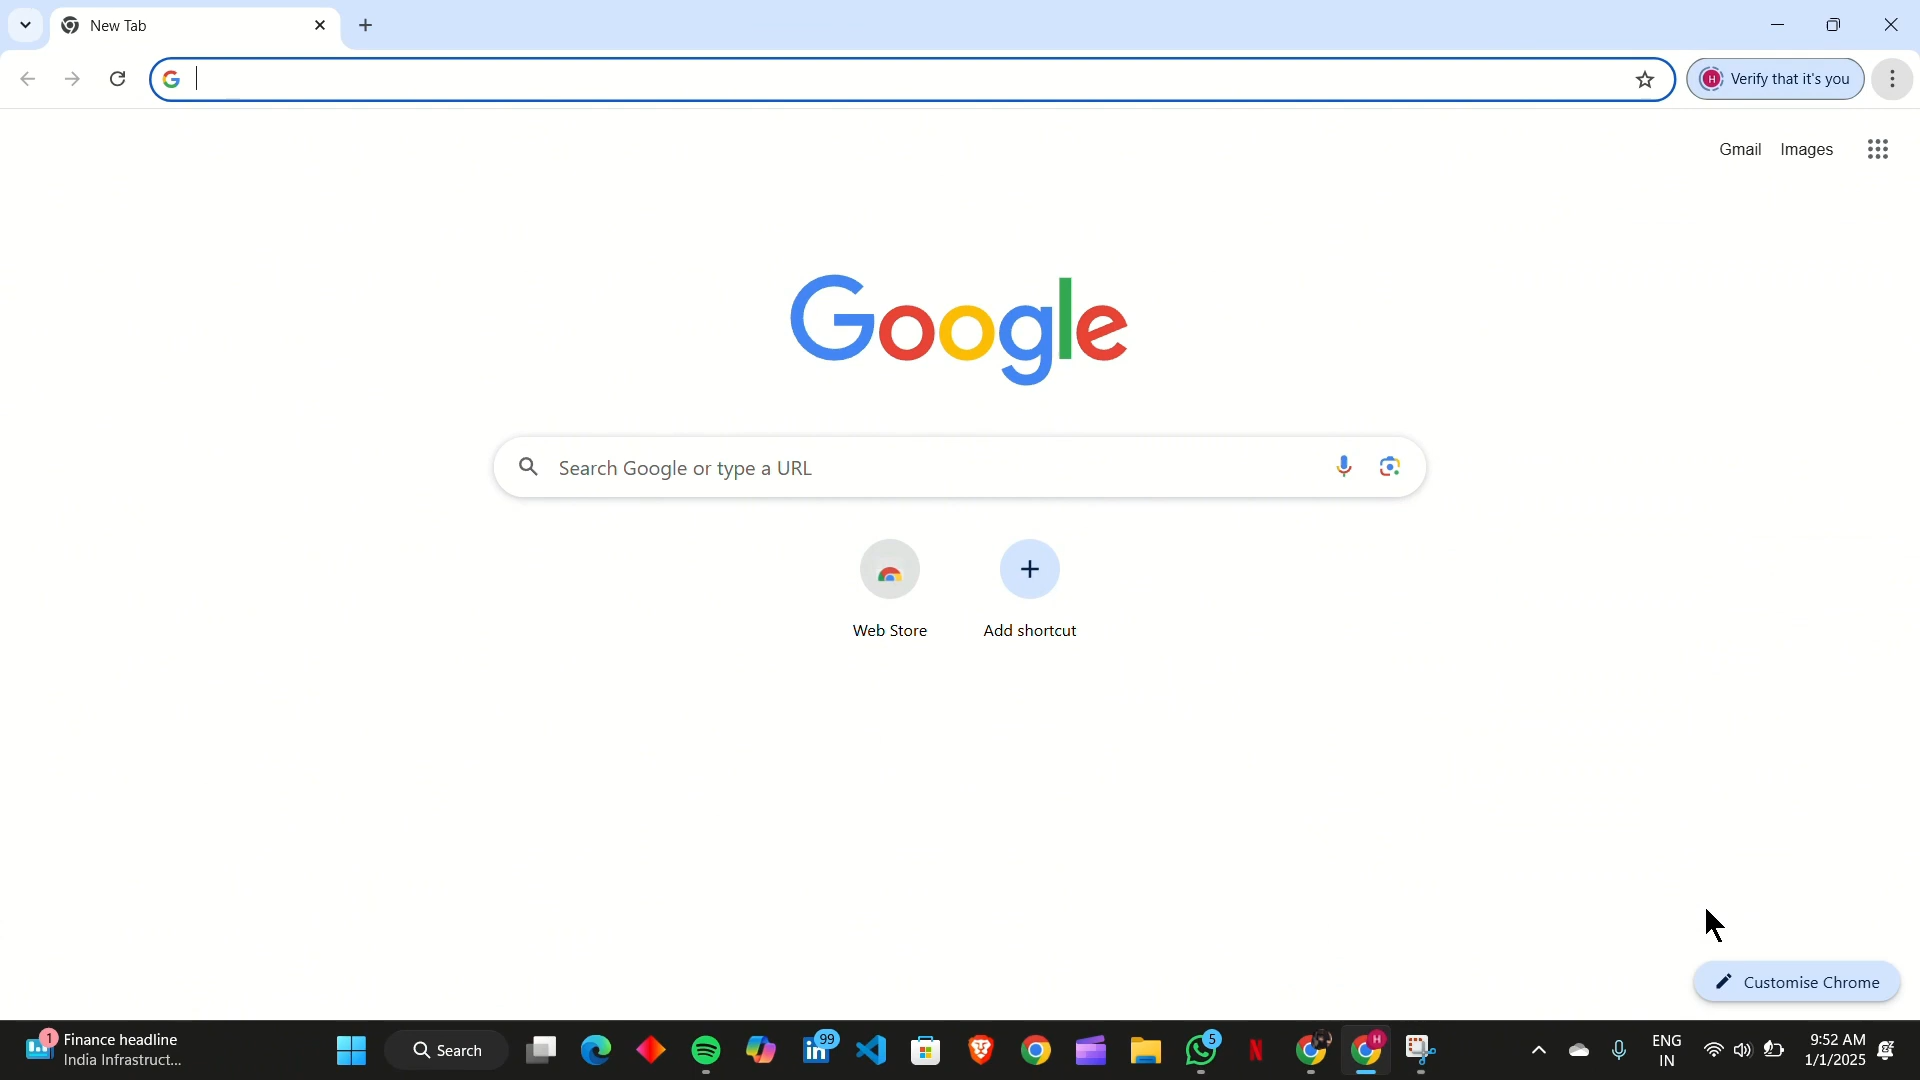 New Tab
Verify that it's you
Gmail Images
Google
Search Google or type a URL
Web Store
Add shortcut
Customise Chrome
1
Finance headline
India Infrastruct...
Search
99
5
N
H
ENG
IN
9:52 AM
1/1/2025